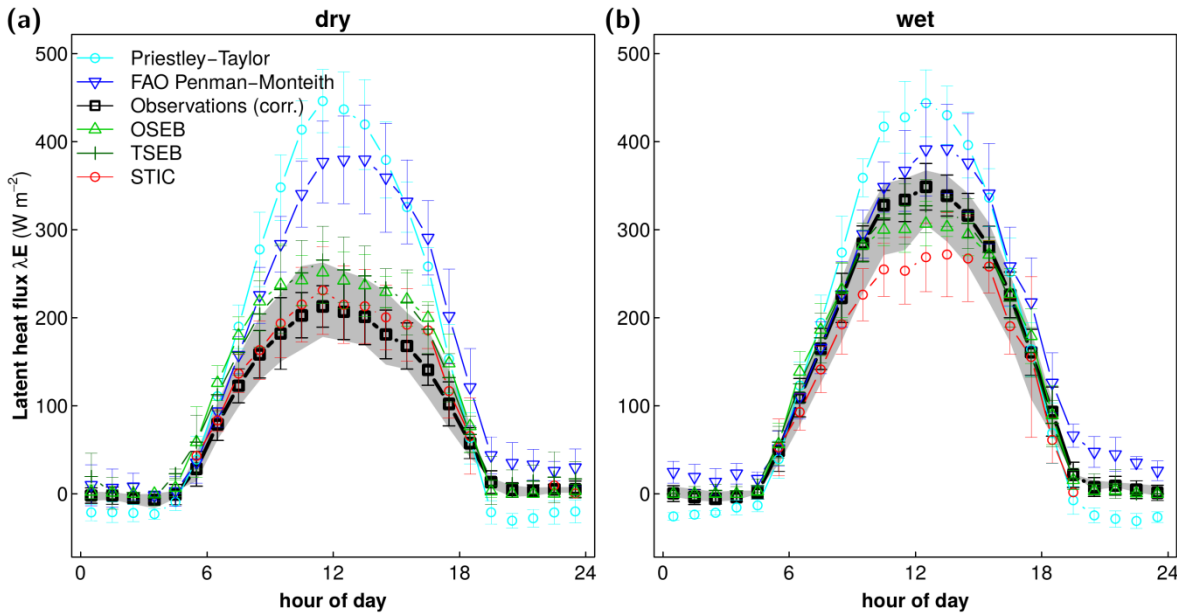 (a) dry
Latent heat flux λE (W m−2)
500
400
300
200
100
0
Priestley−Taylor
FAO Penman−Monteith
Observations (corr.)
OSEB
TSEB
STIC
0 6 12 18 24
hour of day
(b) wet
500
400
300
200
100
0
0 6 12 18 24
hour of day